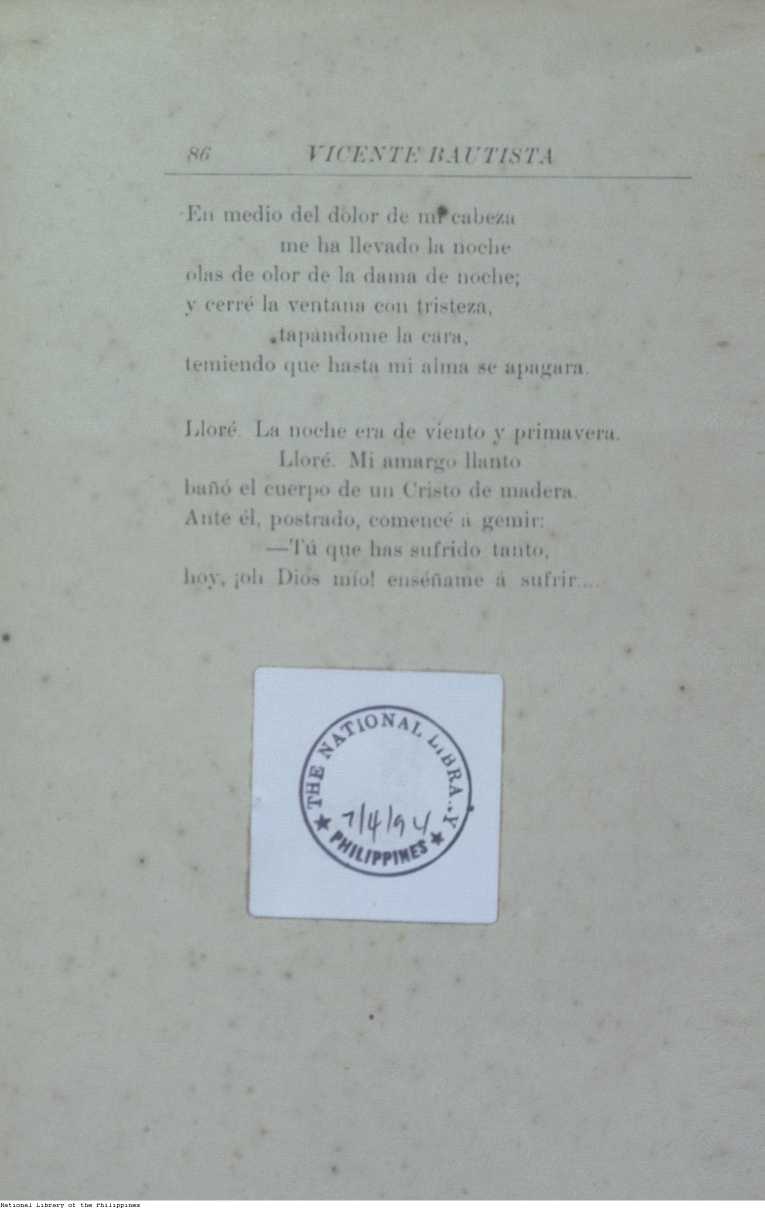 86 VICENTE BAUTISTA
En medio del dolor de mi cabeza
me ha llevado la noche
olas de olor de la dama de noche;
y cerré la ventana con tristeza,
tapándome la cara,
temiendo que hasta mi alma se apagara.
Lloré. La noche era de viento y primavera.
Lloré. Mi amargo llanto
bañó el cuerpo de un Cristo de madera.
Ante él, postrado, comencé á gemir:
—Tú que has sufrido tanto,
hoy, ¡oh Dios mío! enséñame á sufrir....
THE NATIONAL LIBRA..Y
7/4/94
PHILIPPINES
National Library of the Philippines